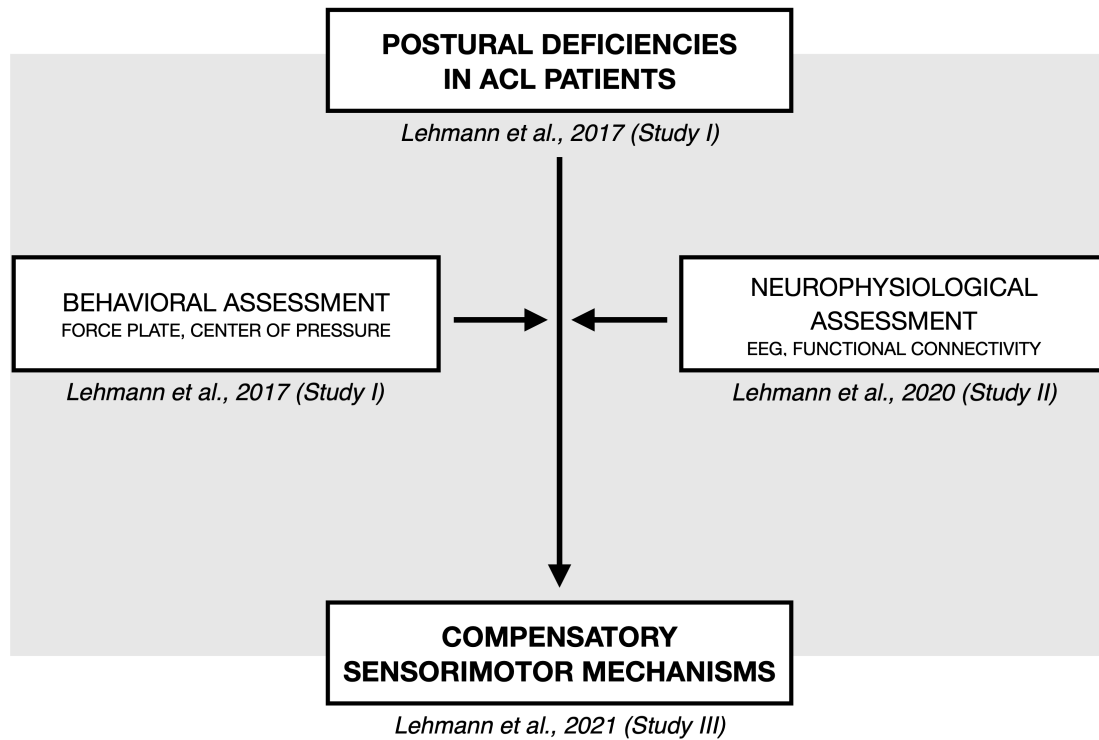 POSTURAL DEFICIENCIES
IN ACL PATIENTS
Lehmann et al., 2017 (Study I)
BEHAVIORAL ASSESSMENT
FORCE PLATE, CENTER OF PRESSURE
Lehmann et al., 2017 (Study I)
NEUROPHYSIOLOGICAL
ASSESSMENT
EEG, FUNCTIONAL CONNECTIVITY
Lehmann et al., 2020 (Study II)
COMPENSATORY
SENSORIMOTOR MECHANISMS
Lehmann et al., 2021 (Study III)